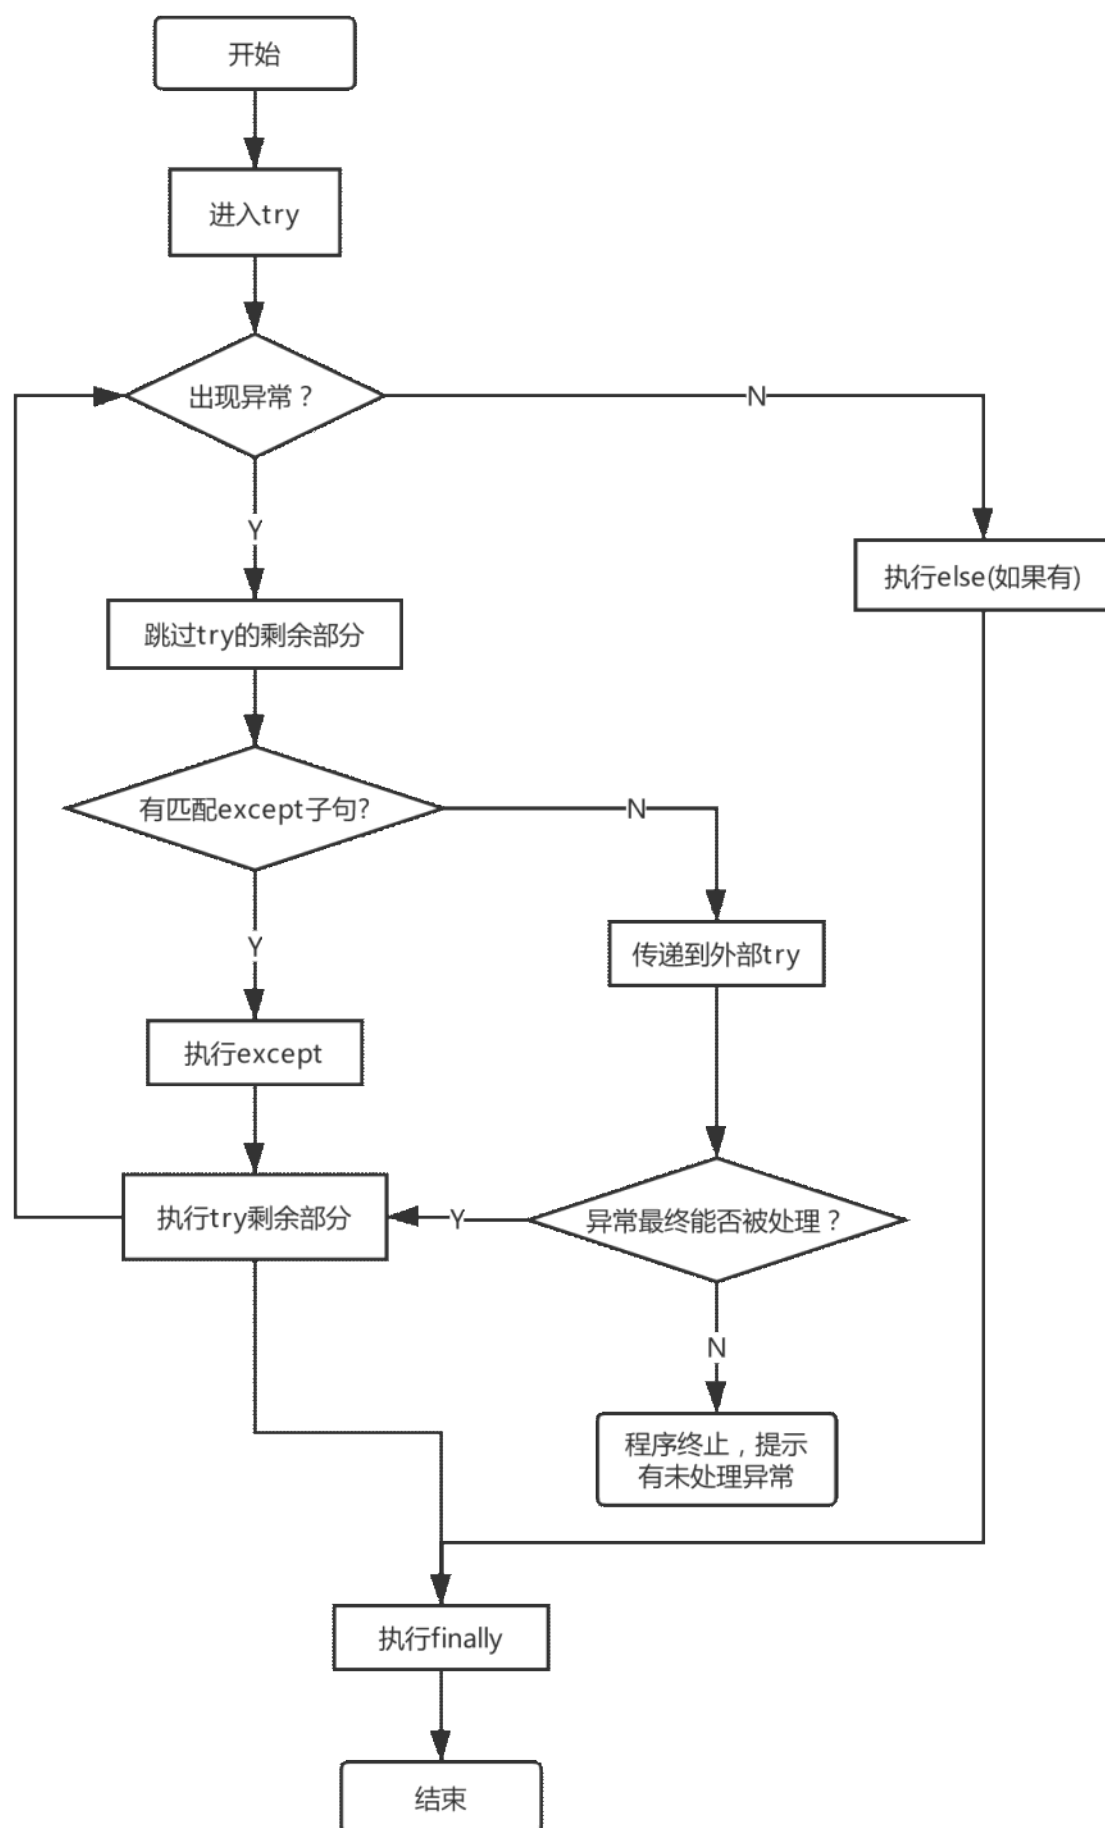 开始
进入try
出现异常？
N
Y
执行else(如果有)
跳过try的剩余部分
有匹配except子句?
N
Y
传递到外部try
执行except
执行try剩余部分
Y
异常最终能否被处理？
N
程序终止，提示
有未处理异常
执行finally
结束